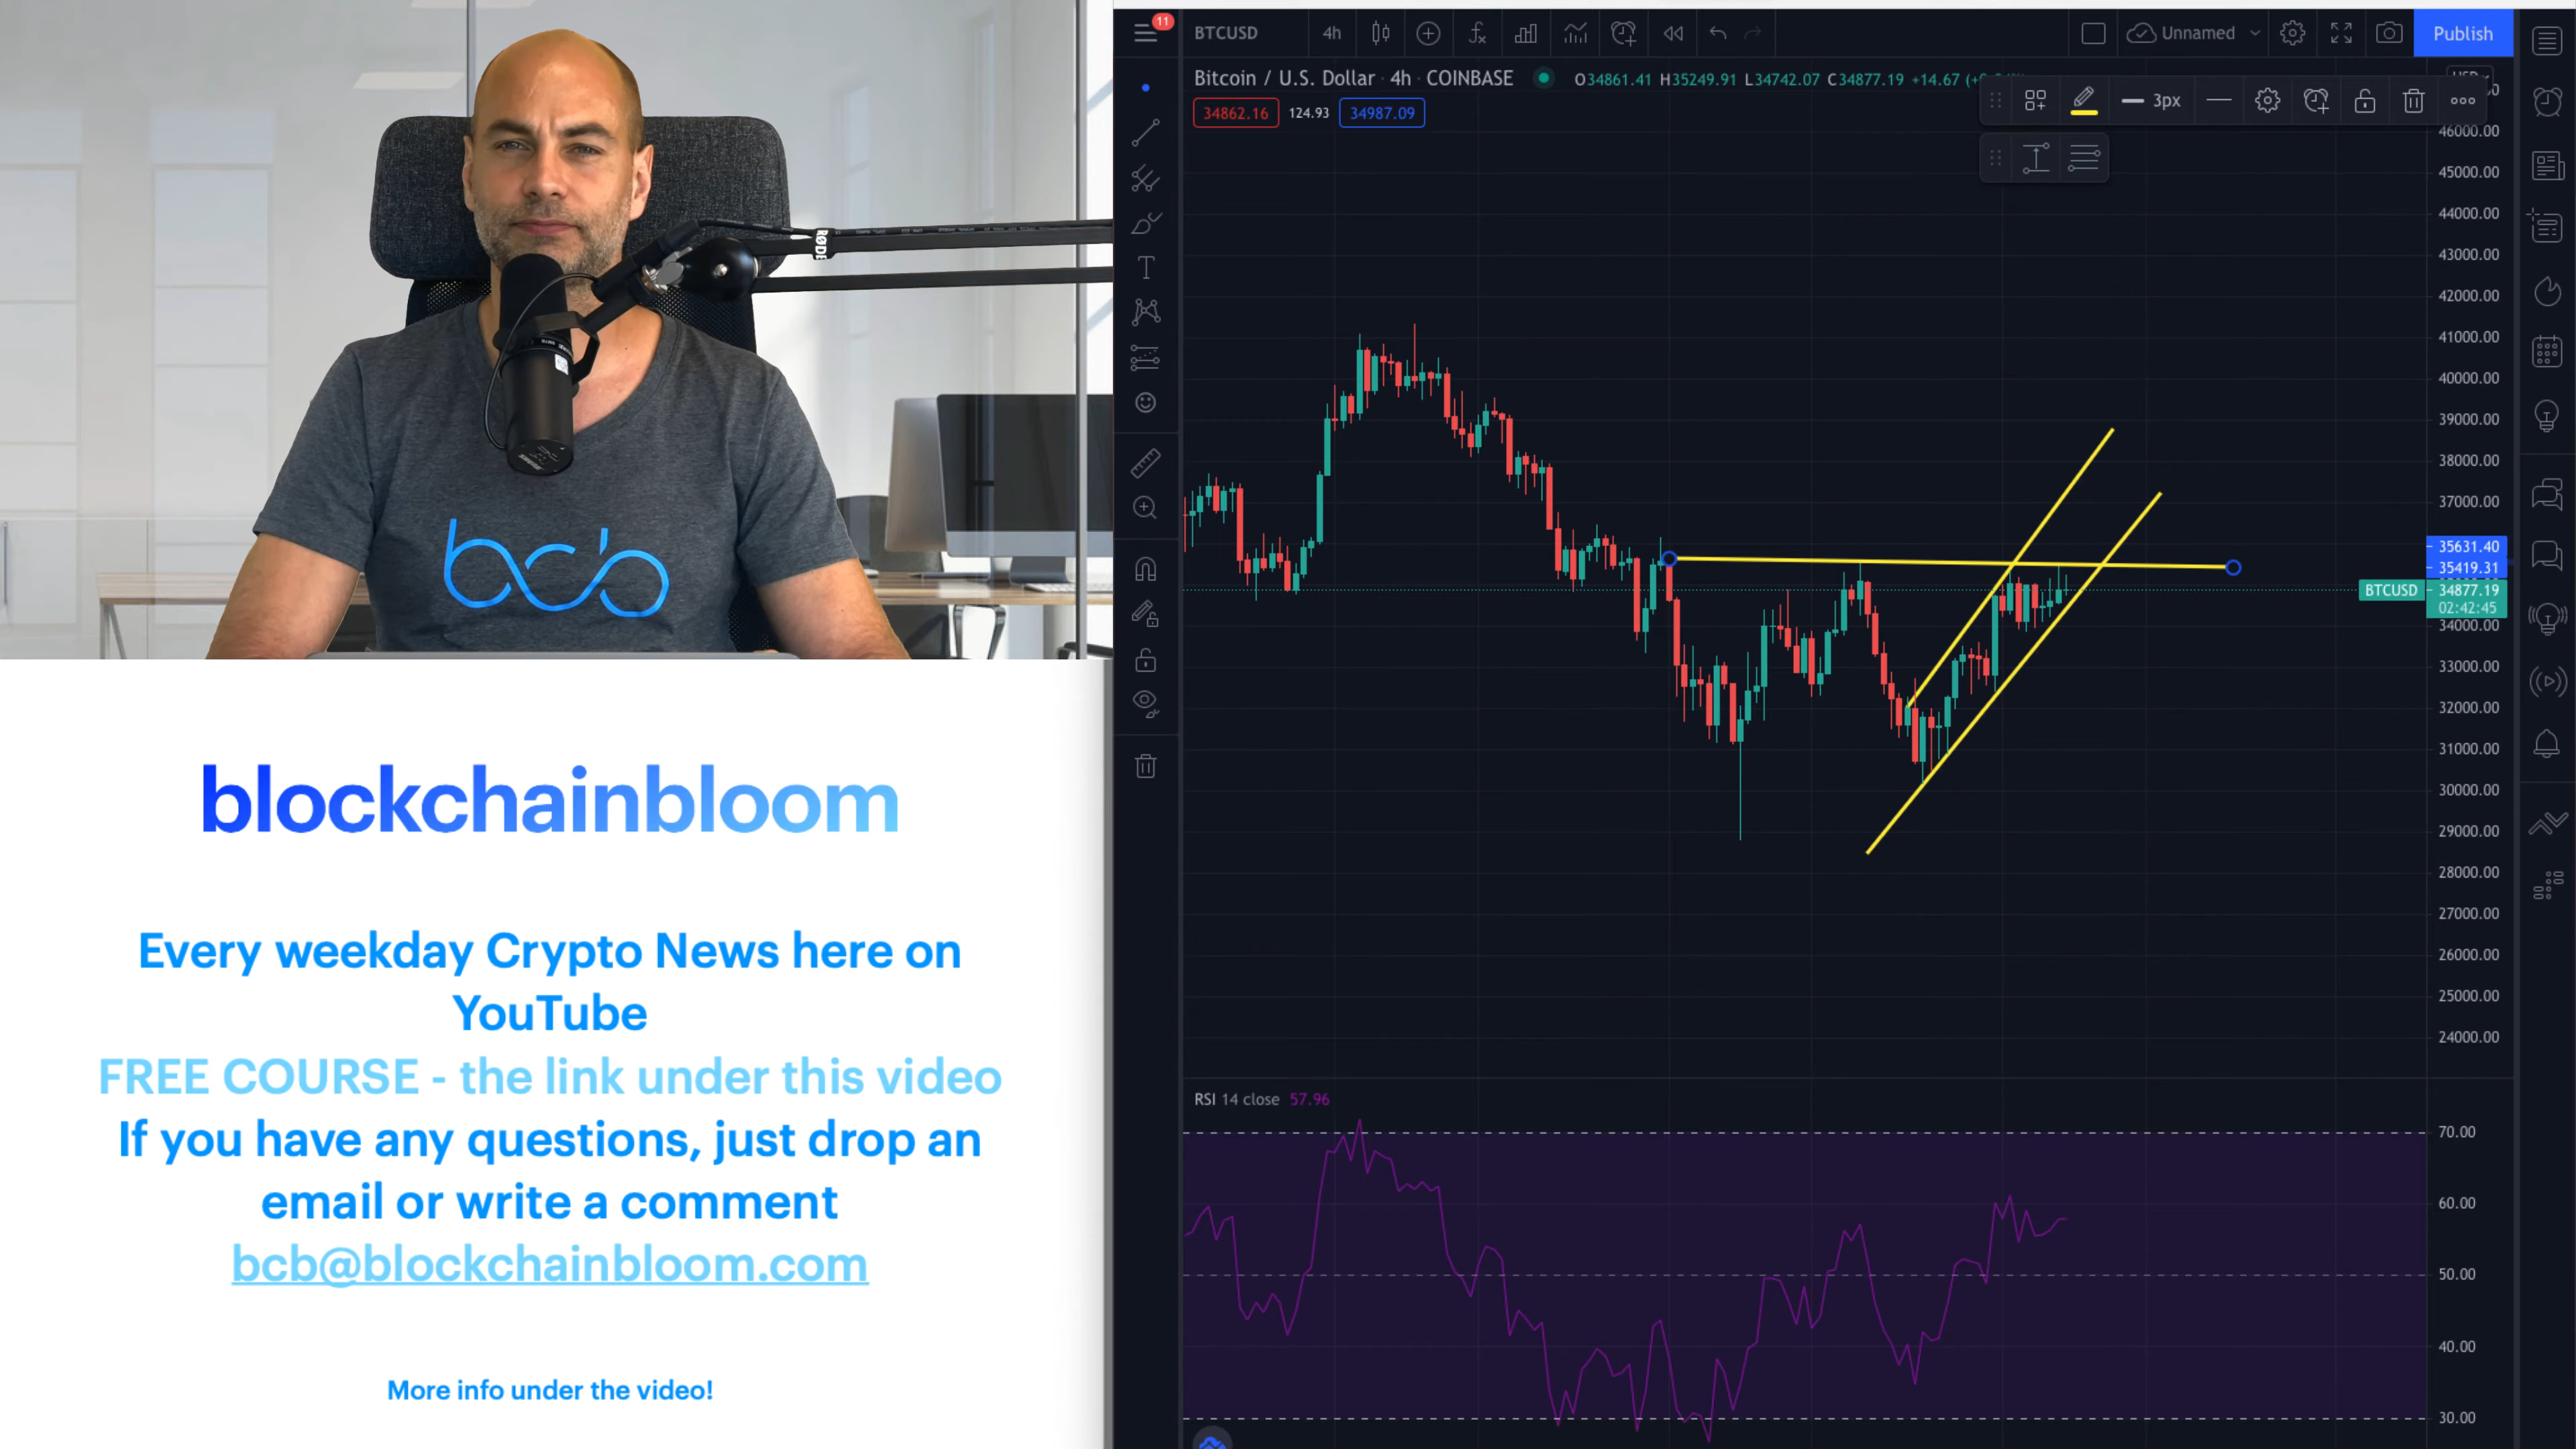 RØDE
bcb
blockchainbloom
Every weekday Crypto News here on
YouTube
FREE COURSE - the link under this video
If you have any questions, just drop an
email or write a comment
bcb@blockchainbloom.com
More info under the video!
11
BTCUSD
4h
Unnamed
Publish
Bitcoin / U.S. Dollar · 4h · COINBASE
O34861.41 H35249.91 L34742.07 C34877.19 +14.67
34862.16
124.93
34987.09
3px
46000.00
45000.00
44000.00
43000.00
42000.00
41000.00
40000.00
39000.00
38000.00
37000.00
35631.40
35419.31
BTCUSD
34877.19
02:42:45
34000.00
33000.00
32000.00
31000.00
30000.00
29000.00
28000.00
27000.00
26000.00
25000.00
24000.00
RSI 14 close 57.96
70.00
60.00
50.00
40.00
30.00